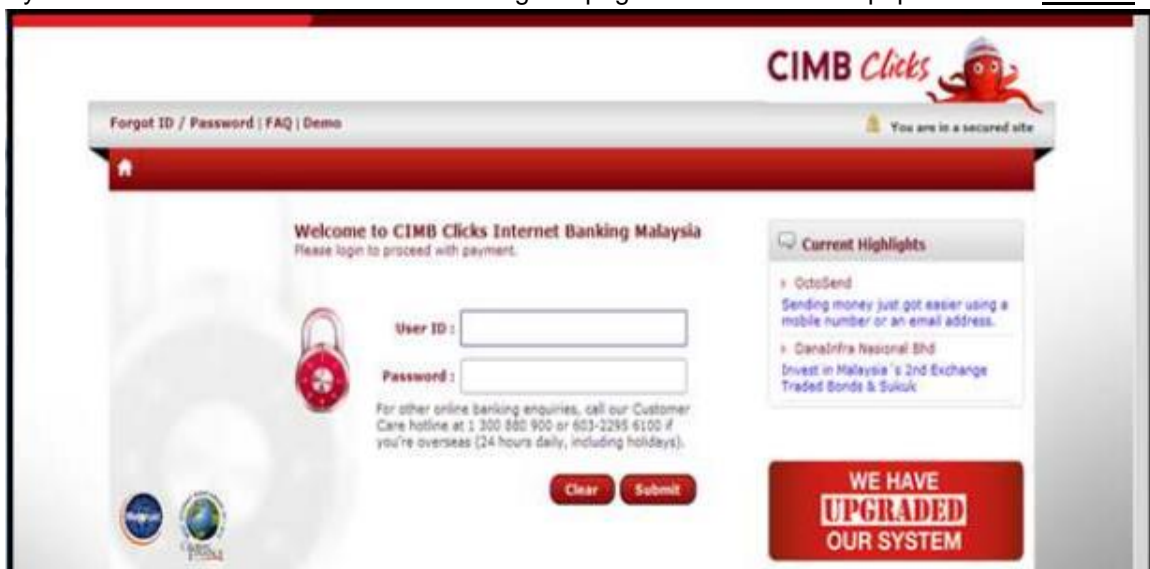 CIMB Clicks
Forgot ID / Password | FAQ | Demo
You are in a secured site
Welcome to CIMB Clicks Internet Banking Malaysia
Please login to proceed with payment.
User ID :
Password :
For other online banking enquiries, call our Customer
Care hotline at 1 300 880 900 or 603-2295 6100 if
you're overseas (24 hours daily, including holidays).
Clear Submit
Current Highlights
OctoSend
Sending money just got easier using a
mobile number or an email address.
DanaInfra Nasional Bhd
Invest in Malaysia`s 2nd Exchange
Traded Bonds & Sukuk
WE HAVE
UPGRADED
OUR SYSTEM